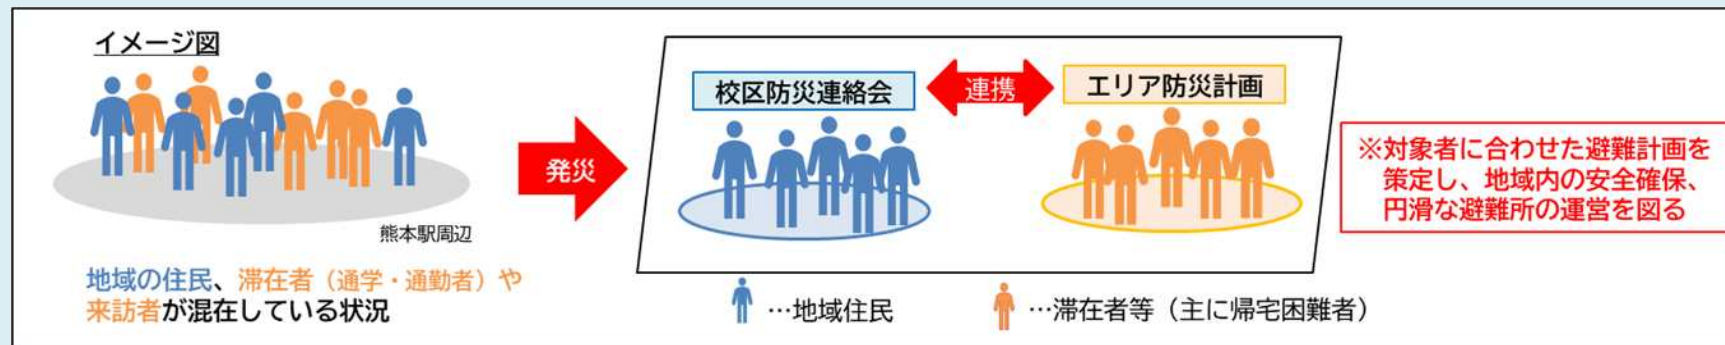 イメージ図
熊本駅周辺
地域の住民、滞在者（通学・通勤者）や
来訪者が混在している状況
発災
校区防災連絡会
連携
エリア防災計画
…地域住民
…滞在者等（主に帰宅困難者）
※対象者に合わせた避難計画を
策定し、地域内の安全確保、
円滑な避難所の運営を図る